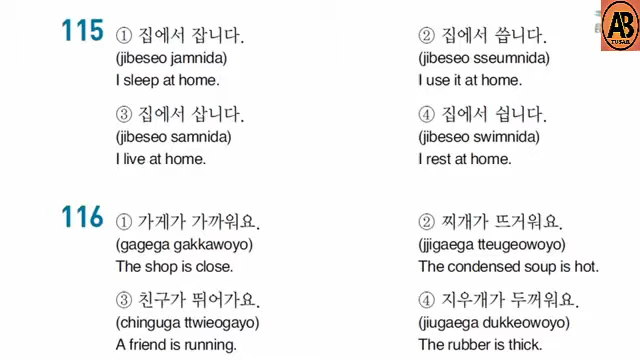 115 ① 집에서 잡니다. ② 집에서 씁니다.
(jibeseo jamnida) (jibeseo sseumnida)
I sleep at home. I use it at home.
③ 집에서 삽니다. ④ 집에서 쉽니다.
(jibeseo samnida) (jibeseo swimnida)
I live at home. I rest at home.
116 ① 가게가 가까워요. ② 찌개가 뜨거워요.
(gagega gakkawoyo) (jjigaega tteugeowoyo)
The shop is close. The condensed soup is hot.
③ 친구가 뛰어가요. ④ 지우개가 두꺼워요.
(chinguga ttwieogayo) (jiugaega dukkeowoyo)
A friend is running. The rubber is thick.
AB
TUSAR